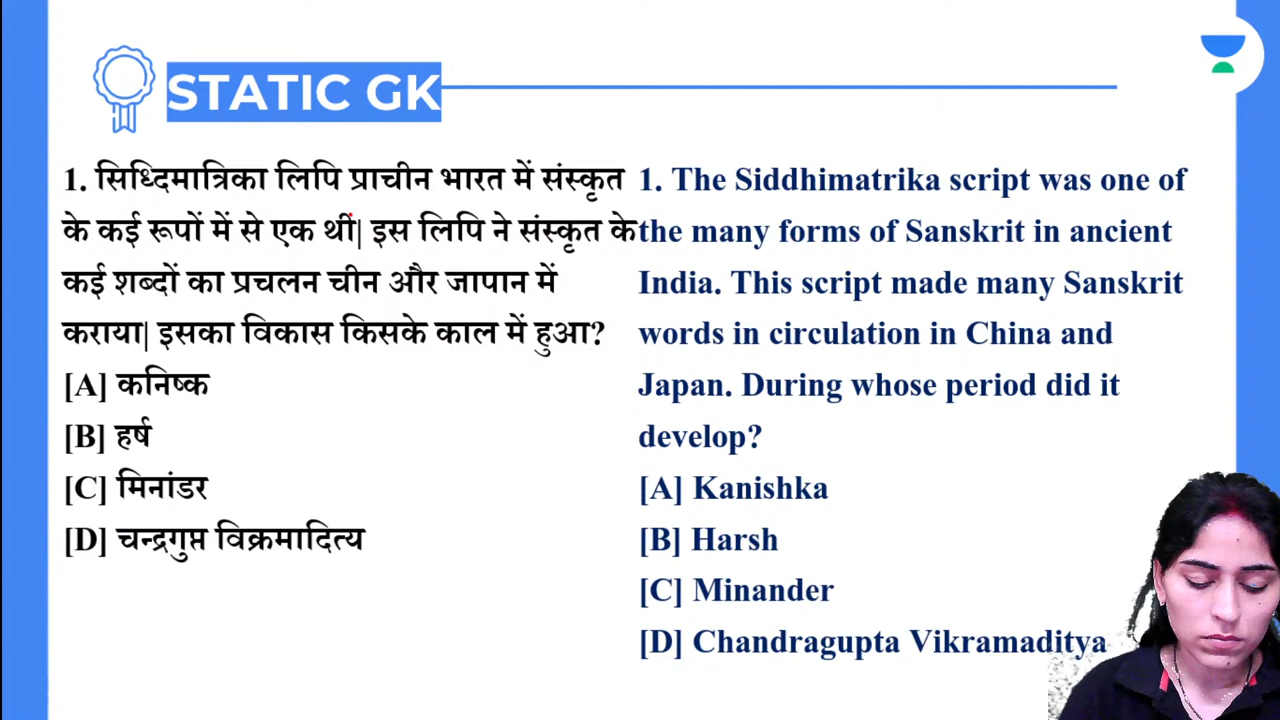 STATIC GK
1. सिध्दिमात्रिका लिपि प्राचीन भारत में संस्कृत
के कई रूपों में से एक थीं| इस लिपि ने संस्कृत के
कई शब्दों का प्रचलन चीन और जापान में
कराया| इसका विकास किसके काल में हुआ?
[A] कनिष्क
[B] हर्ष
[C] मिनांडर
[D] चन्द्रगुप्त विक्रमादित्य
1. The Siddhimatrika script was one of
the many forms of Sanskrit in ancient
India. This script made many Sanskrit
words in circulation in China and
Japan. During whose period did it
develop?
[A] Kanishka
[B] Harsh
[C] Minander
[D] Chandragupta Vikramaditya